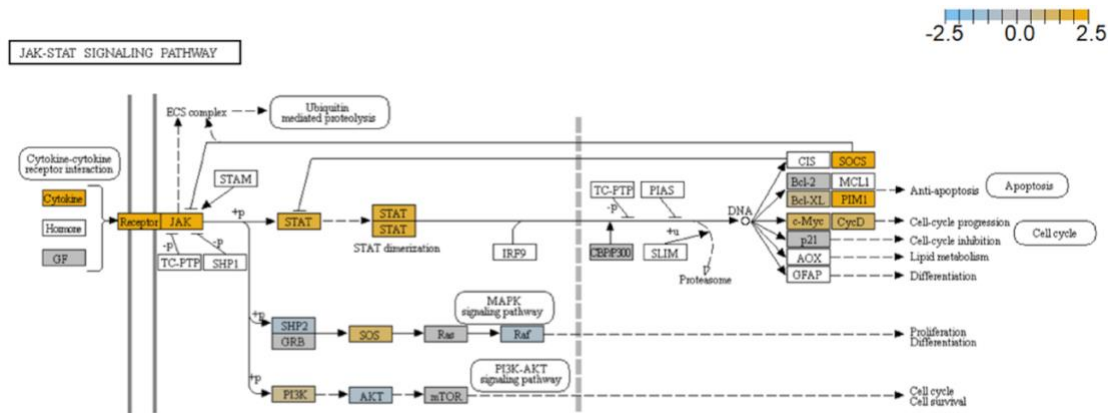 -2.5 0.0 2.5
JAK-STAT SIGNALING PATHWAY
ECS complex
Ubiquitin
mediated proteolysis
Cytokine-cytokine
receptor interaction
STAM
Cytokine
Hormone
GF
Receptor
JAK
+p
-p
-p
TC-PTP
SHP1
STAT
STAT
STAT
STAT dimerization
IRF9
TC-PTP
PIAS
-p
+u
CBP/P300
SLIM
Proteasome
DNA
CIS
SOCS
Bcl-2
MCL1
Bcl-XL
PIM1
c-Myc
CycD
p21
AOX
GFAP
Anti-apoptosis
Apoptosis
Cell-cycle progression
Cell-cycle inhibition
Cell cycle
Lipid metabolism
Differentiation
+p
SHP2
GRB
SOS
Ras
Raf
MAPK
signaling pathway
Proliferation
Differentiation
+p
PI3K
AKT
mTOR
PI3K-AKT
signaling pathway
Cell cycle
Cell survival